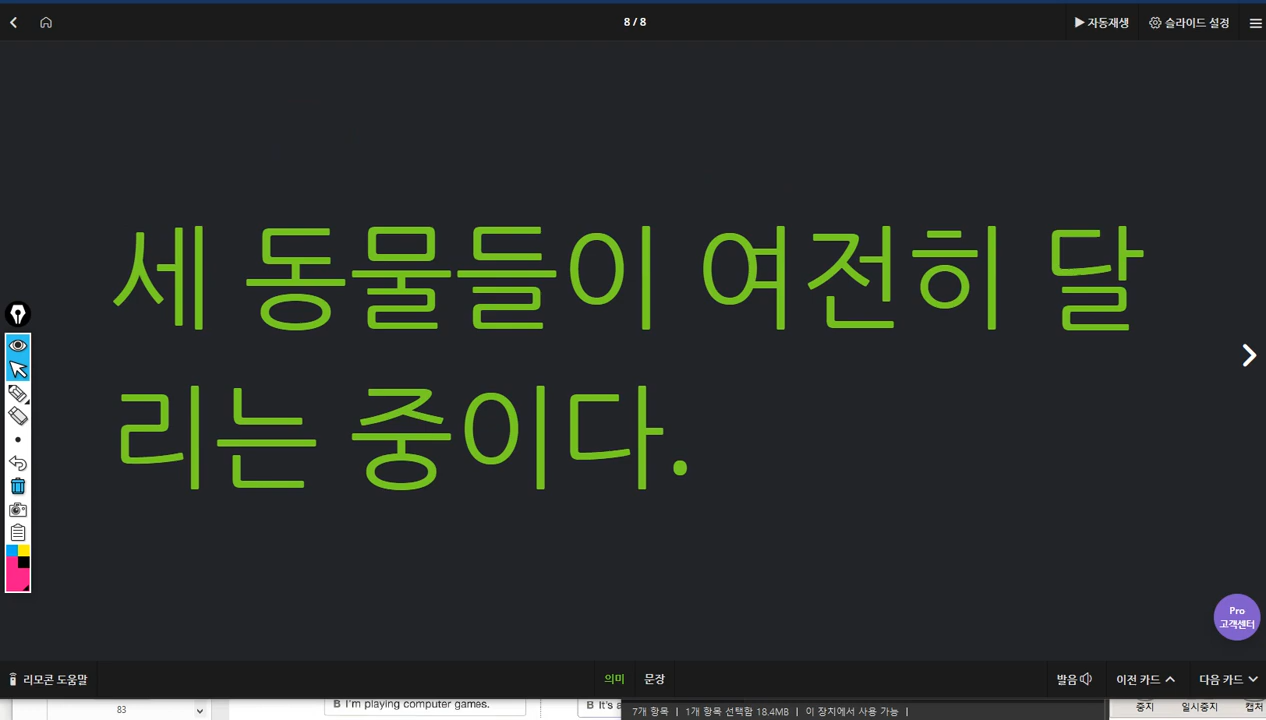 8 / 8
자동재생
슬라이드 설정
세 동물들이 여전히 달
리는 중이다.
Pro
고객센터
리모콘 도움말
의미
문장
발음
이전 카드
다음 카드
83
B I'm playing computer games.
B It's a
7개 항목 | 1개 항목 선택함 18.4MB | 이 장치에서 사용 가능 |
중지
일시중지
캡처